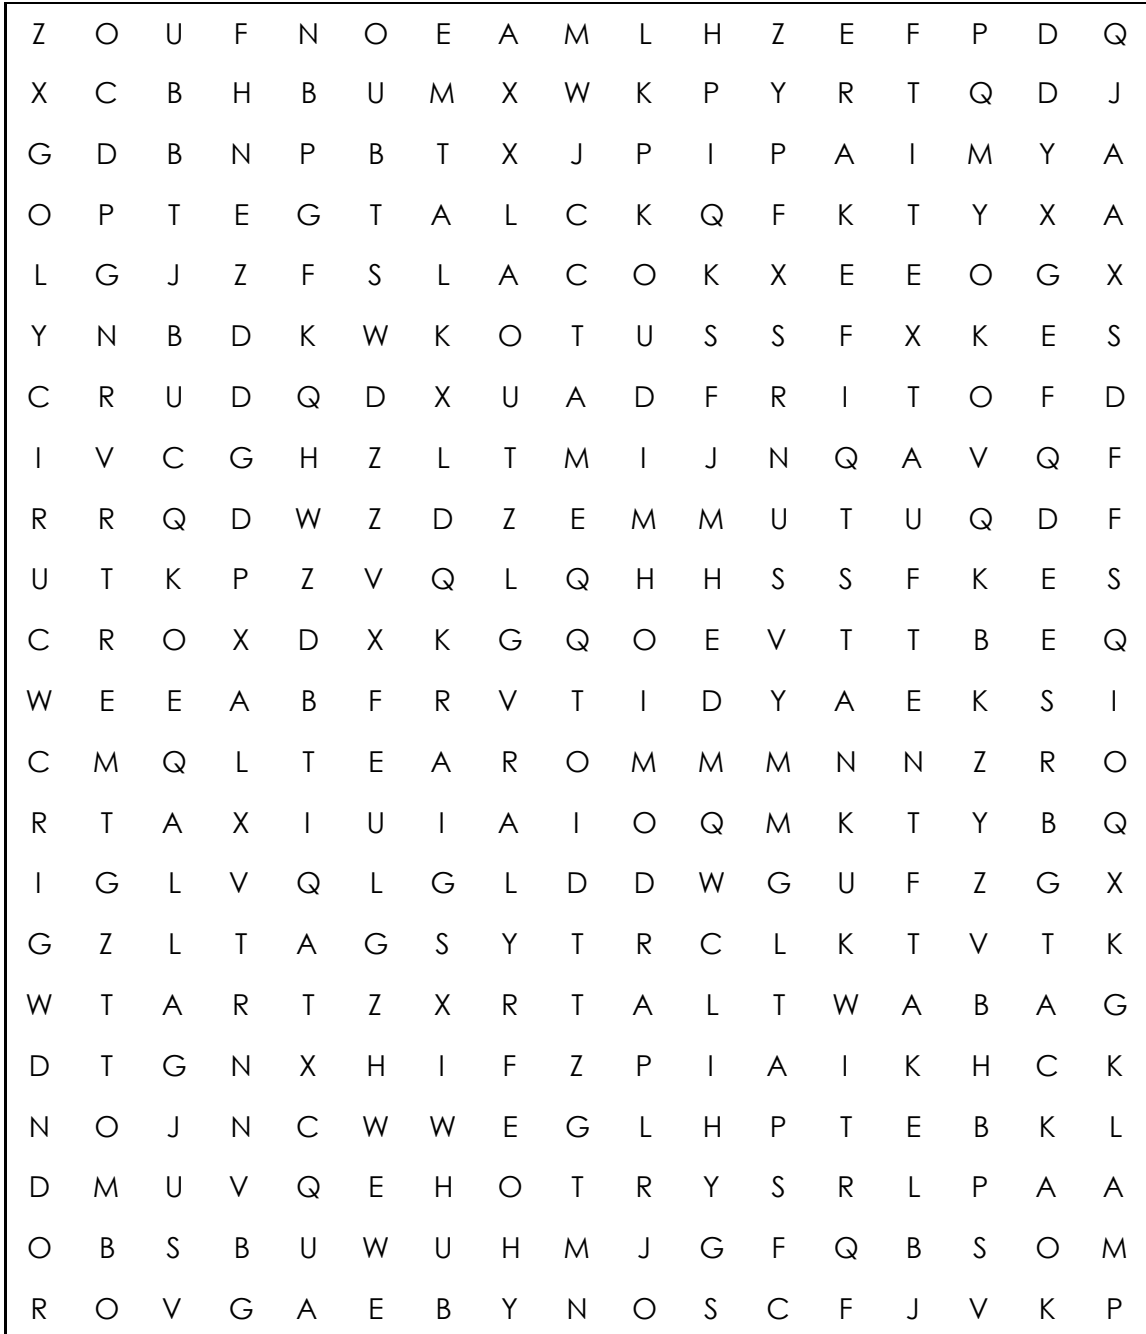 Z O U F N O E A M L H Z E F P D Q
X C B H B U M X W K P Y R T Q D J
G D B N P B T X J P I P A I M Y A
O P T E G T A L C K Q F K T Y X A
L G J Z F S L A C O K X E E O G X
Y N B D K W K O T U S S F X K E S
C R U D Q D X U A D F R I T O F D
I V C G H Z L T M I J N Q A V Q F
R R Q D W Z D Z E M M U T U Q D F
U T K P Z V Q L Q H H S S F K E S
C R O X D X K G Q O E V T T B E Q
W E E A B F R V T I D Y A E K S I
C M Q L T E A R O M M M N N Z R O
R T A X I U I A I O Q M K T Y B Q
I G L V Q L G L D D W G U F Z G X
G Z L T A G S Y T R C L K T V T K
W T A R T Z X R T A L T W A B A G
D T G N X H I F Z P I A I K H C K
N O J N C W W E G L H P T E B K L
D M U V Q E H O T R Y S R L P A A
O B S B U W U H M J G F Q B S O M
R O V G A E B Y N O S C F J V K P